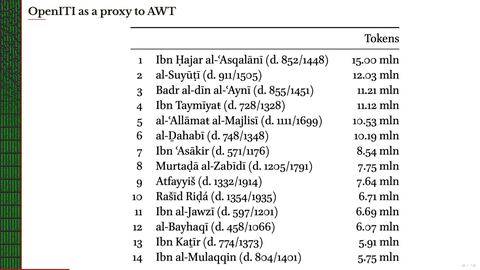 OpenITI as a proxy to AWT
Tokens
1 Ibn Ḥajar al-ʿAsqalānī (d. 852/1448) 15.00 mln
2 al-Suyūṭī (d. 911/1505) 12.03 mln
3 Badr al-dīn al-ʿAynī (d. 855/1451) 11.21 mln
4 Ibn Taymīyaŧ (d. 728/1328) 11.12 mln
5 al-ʿAllāmaŧ al-Majlisī (d. 1111/1699) 10.53 mln
6 al-Ḏahabī (d. 748/1348) 10.19 mln
7 Ibn ʿAsākir (d. 571/1176) 8.54 mln
8 Murtaḍá al-Zabīdī (d. 1205/1791) 7.75 mln
9 Atfayyiš (d. 1332/1914) 7.64 mln
10 Rašīd Riḍá (d. 1354/1935) 6.71 mln
11 Ibn al-Jawzī (d. 597/1201) 6.69 mln
12 al-Bayhaqī (d. 458/1066) 6.07 mln
13 Ibn Kaṯīr (d. 774/1373) 5.91 mln
14 Ibn al-Mulaqqin (d. 804/1401) 5.75 mln